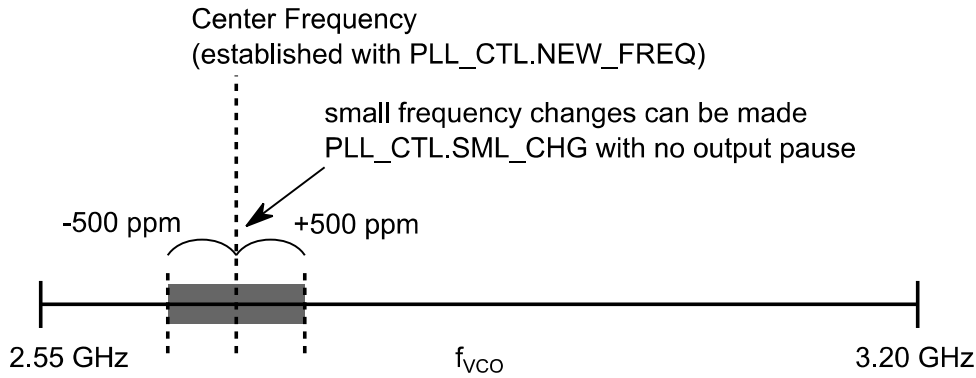 Center Frequency
(established with PLL_CTL.NEW_FREQ)
small frequency changes can be made
PLL_CTL.SML_CHG with no output pause
-500 ppm
+500 ppm
2.55 GHz
fVCO
3.20 GHz